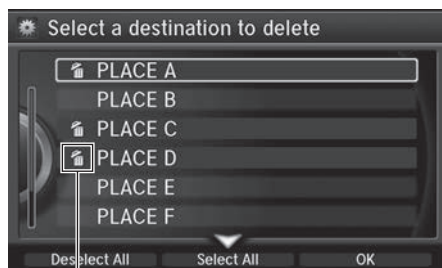 Select a destination to delete
PLACE A
PLACE B
PLACE C
PLACE D
PLACE E
PLACE F
Deselect All Select All OK